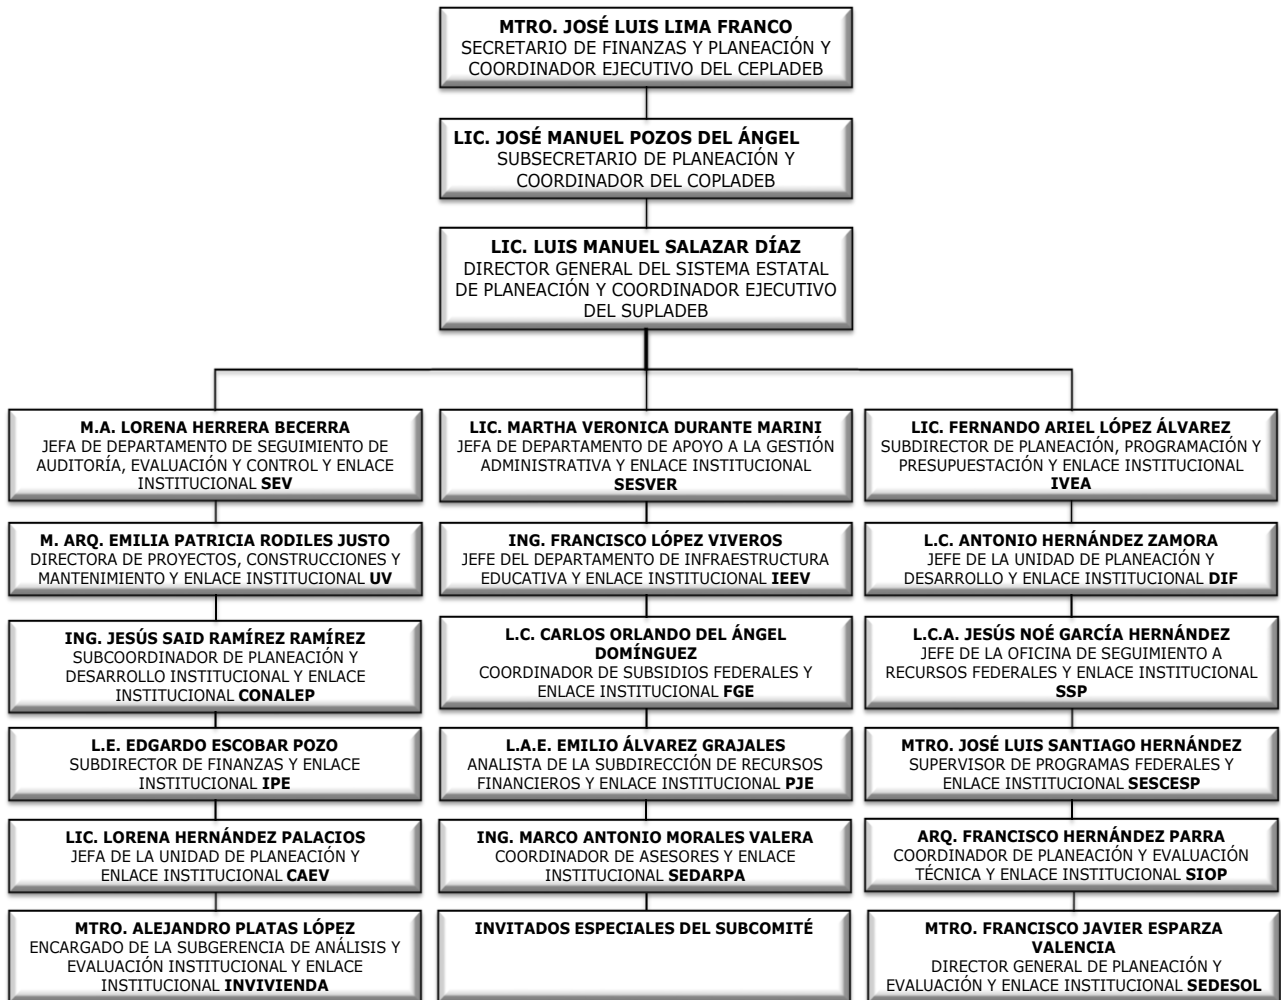 MTRO. JOSÉ LUIS LIMA FRANCO
SECRETARIO DE FINANZAS Y PLANEACIÓN Y
COORDINADOR EJECUTIVO DEL CEPLADEB
LIC. JOSÉ MANUEL POZOS DEL ÁNGEL
SUBSECRETARIO DE PLANEACIÓN Y
COORDINADOR DEL COPLADEB
LIC. LUIS MANUEL SALAZAR DÍAZ
DIRECTOR GENERAL DEL SISTEMA ESTATAL
DE PLANEACIÓN Y COORDINADOR EJECUTIVO
DEL SUPLADEB
M.A. LORENA HERRERA BECERRA
JEFA DE DEPARTAMENTO DE SEGUIMIENTO DE
AUDITORÍA, EVALUACIÓN Y CONTROL Y ENLACE
INSTITUCIONAL SEV
LIC. MARTHA VERONICA DURANTE MARINI
JEFA DE DEPARTAMENTO DE APOYO A LA GESTIÓN
ADMINISTRATIVA Y ENLACE INSTITUCIONAL
SESVER
LIC. FERNANDO ARIEL LÓPEZ ÁLVAREZ
SUBDIRECTOR DE PLANEACIÓN, PROGRAMACIÓN Y
PRESUPUESTACIÓN Y ENLACE INSTITUCIONAL
IVEA
M. ARQ. EMILIA PATRICIA RODILES JUSTO
DIRECTORA DE PROYECTOS, CONSTRUCCIONES Y
MANTENIMIENTO Y ENLACE INSTITUCIONAL UV
ING. FRANCISCO LÓPEZ VIVEROS
JEFE DEL DEPARTAMENTO DE INFRAESTRUCTURA
EDUCATIVA Y ENLACE INSTITUCIONAL IEEV
L.C. ANTONIO HERNÁNDEZ ZAMORA
JEFE DE LA UNIDAD DE PLANEACIÓN Y
DESARROLLO Y ENLACE INSTITUCIONAL DIF
ING. JESÚS SAID RAMÍREZ RAMÍREZ
SUBCOORDINADOR DE PLANEACIÓN Y
DESARROLLO INSTITUCIONAL Y ENLACE
INSTITUCIONAL CONALEP
L.C. CARLOS ORLANDO DEL ÁNGEL
DOMÍNGUEZ
COORDINADOR DE SUBSIDIOS FEDERALES Y
ENLACE INSTITUCIONAL FGE
L.C.A. JESÚS NOÉ GARCÍA HERNÁNDEZ
JEFE DE LA OFICINA DE SEGUIMIENTO A
RECURSOS FEDERALES Y ENLACE INSTITUCIONAL
SSP
L.E. EDGARDO ESCOBAR POZO
SUBDIRECTOR DE FINANZAS Y ENLACE
INSTITUCIONAL IPE
L.A.E. EMILIO ÁLVAREZ GRAJALES
ANALISTA DE LA SUBDIRECCIÓN DE RECURSOS
FINANCIEROS Y ENLACE INSTITUCIONAL PJE
MTRO. JOSÉ LUIS SANTIAGO HERNÁNDEZ
SUPERVISOR DE PROGRAMAS FEDERALES Y
ENLACE INSTITUCIONAL SESCESP
LIC. LORENA HERNÁNDEZ PALACIOS
JEFA DE LA UNIDAD DE PLANEACIÓN Y
ENLACE INSTITUCIONAL CAEV
ING. MARCO ANTONIO MORALES VALERA
COORDINADOR DE ASESORES Y ENLACE
INSTITUCIONAL SEDARPA
ARQ. FRANCISCO HERNÁNDEZ PARRA
COORDINADOR DE PLANEACIÓN Y EVALUACIÓN
TÉCNICA Y ENLACE INSTITUCIONAL SIOP
MTRO. ALEJANDRO PLATAS LÓPEZ
ENCARGADO DE LA SUBGERENCIA DE ANÁLISIS Y
EVALUACIÓN INSTITUCIONAL Y ENLACE
INSTITUCIONAL INVIVIENDA
INVITADOS ESPECIALES DEL SUBCOMITÉ
MTRO. FRANCISCO JAVIER ESPARZA
VALENCIA
DIRECTOR GENERAL DE PLANEACIÓN Y
EVALUACIÓN Y ENLACE INSTITUCIONAL SEDESOL